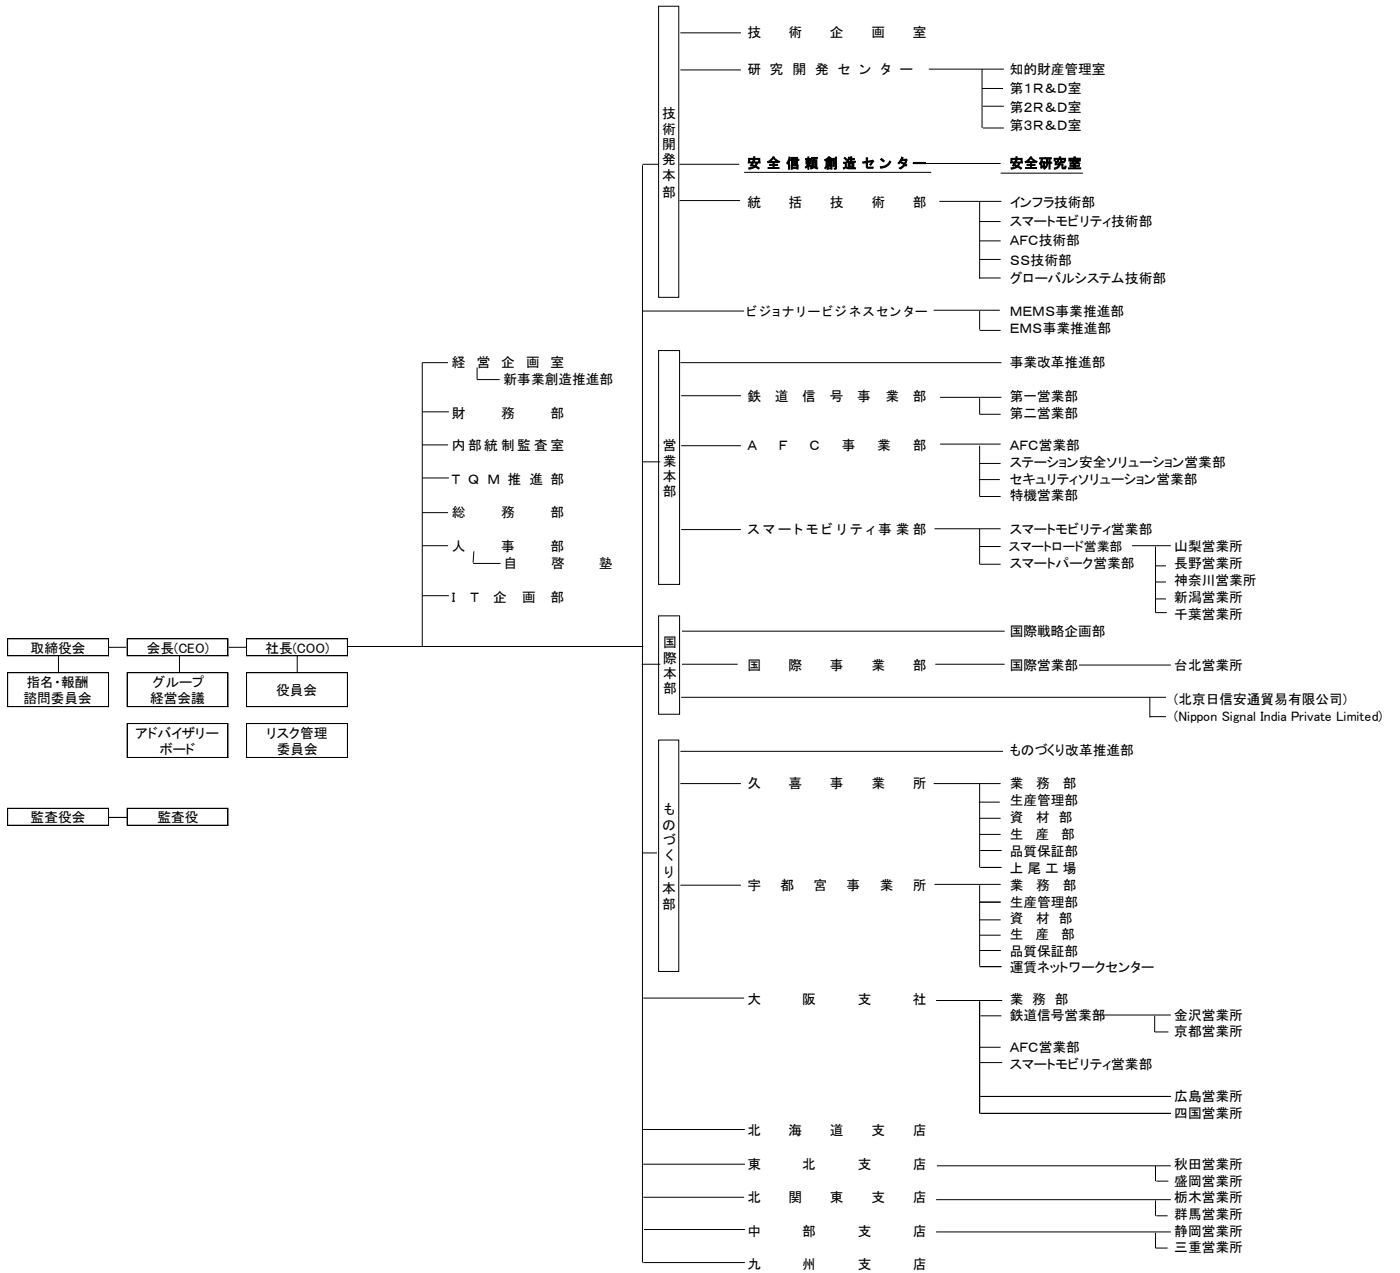 技術開発本部
技術企画室
研究開発センター
知的財産管理室
第1R&D室
第2R&D室
第3R&D室
安全信頼創造センター
安全研究室
統括技術部
インフラ技術部
スマートモビリティ技術部
AFC技術部
SS技術部
グローバルシステム技術部
ビジョナリービジネスセンター
MEMS事業推進部
EMS事業推進部
経営企画室
新事業創造推進部
財務部
内部統制監査室
TQM推進部
総務部
人事部
自啓塾
IT企画部
営業本部
事業改革推進部
鉄道信号事業部
第一営業部
第二営業部
AFC事業部
AFC営業部
ステーション安全ソリューション営業部
セキュリティソリューション営業部
特機営業部
スマートモビリティ事業部
スマートモビリティ営業部
スマートロード営業部
山梨営業所
長野営業所
神奈川営業所
新潟営業所
千葉営業所
スマートパーク営業部
取締役会
会長(CEO)
社長(COO)
指名・報酬
諮問委員会
グループ
経営会議
役員会
アドバイザリー
ボード
リスク管理
委員会
監査役会
監査役
国際本部
国際戦略企画部
国際事業部
国際営業部
台北営業所
(北京日信安通貿易有限公司)
(Nippon Signal India Private Limited)
ものづくり本部
ものづくり改革推進部
久喜事業所
業務部
生産管理部
資材部
生産部
品質保証部
上尾工場
宇都宮事業所
業務部
生産管理部
資材部
生産部
品質保証部
運賃ネットワークセンター
大阪支社
業務部
鉄道信号営業部
金沢営業所
京都営業所
AFC営業部
スマートモビリティ営業部
広島営業所
四国営業所
北海道支店
東北支店
秋田営業所
盛岡営業所
北関東支店
栃木営業所
群馬営業所
中部支店
静岡営業所
三重営業所
九州支店